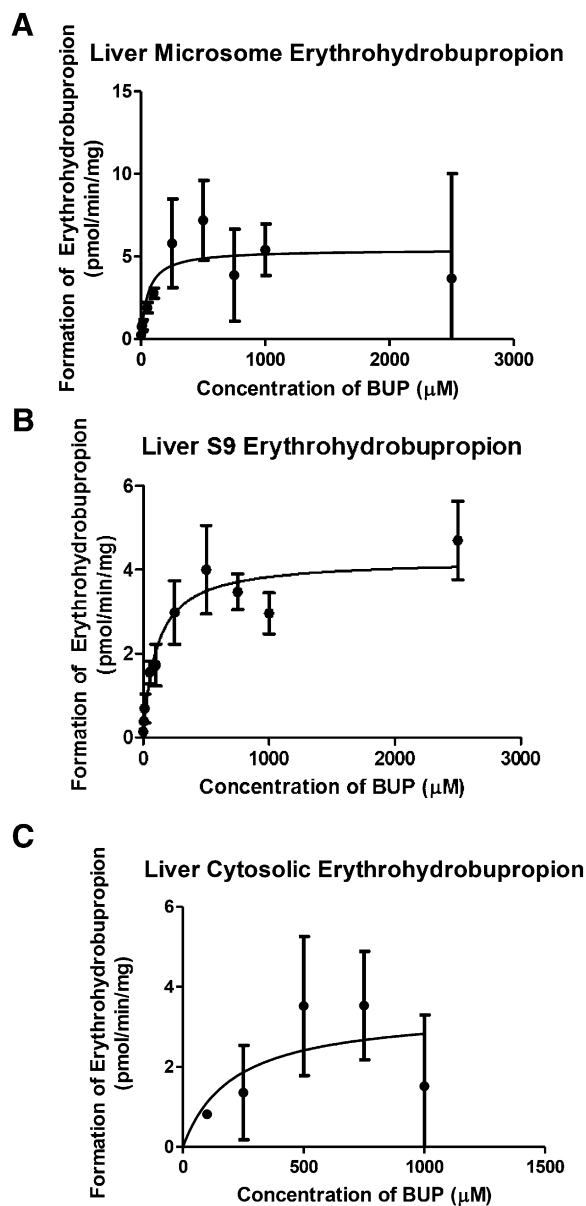 A
Liver Microsome Erythrohydrobupropion
Formation of Erythrohydrobupropion
(pmol/min/mg)
15
10
5
0
0 1000 2000 3000
Concentration of BUP (μM)
B
Liver S9 Erythrohydrobupropion
Formation of Erythrohydrobupropion
(pmol/min/mg)
6
4
2
0
0 1000 2000 3000
Concentration of BUP (μM)
C
Liver Cytosolic Erythrohydrobupropion
Formation of Erythrohydrobupropion
(pmol/min/mg)
6
4
2
0
0 500 1000 1500
Concentration of BUP (μM)